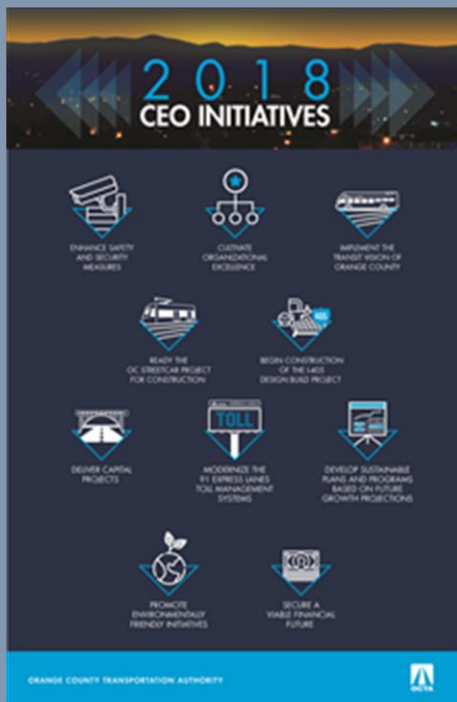 2018
CEO INITIATIVES
ENHANCE SAFETY
AND SECURITY
MEASURES
CULTIVATE
ORGANIZATIONAL
EXCELLENCE
IMPLEMENT THE
TRANSIT VISION OF
ORANGE COUNTY
READY THE
OC STREETCAR PROJECT
FOR CONSTRUCTION
405
BEGIN CONSTRUCTION
OF THE I-405
DESIGN BUILD PROJECT
DELIVER CAPITAL
PROJECTS
TOLL
MODERNIZE THE
91 EXPRESS LANES
TOLL MANAGEMENT
SYSTEMS
DEVELOP SUSTAINABLE
PLANS AND PROGRAMS
BASED ON FUTURE
GROWTH PROJECTIONS
PROMOTE
ENVIRONMENTALLY
FRIENDLY INITIATIVES
SECURE A
VIABLE FINANCIAL
FUTURE
ORANGE COUNTY TRANSPORTATION AUTHORITY
OCTA